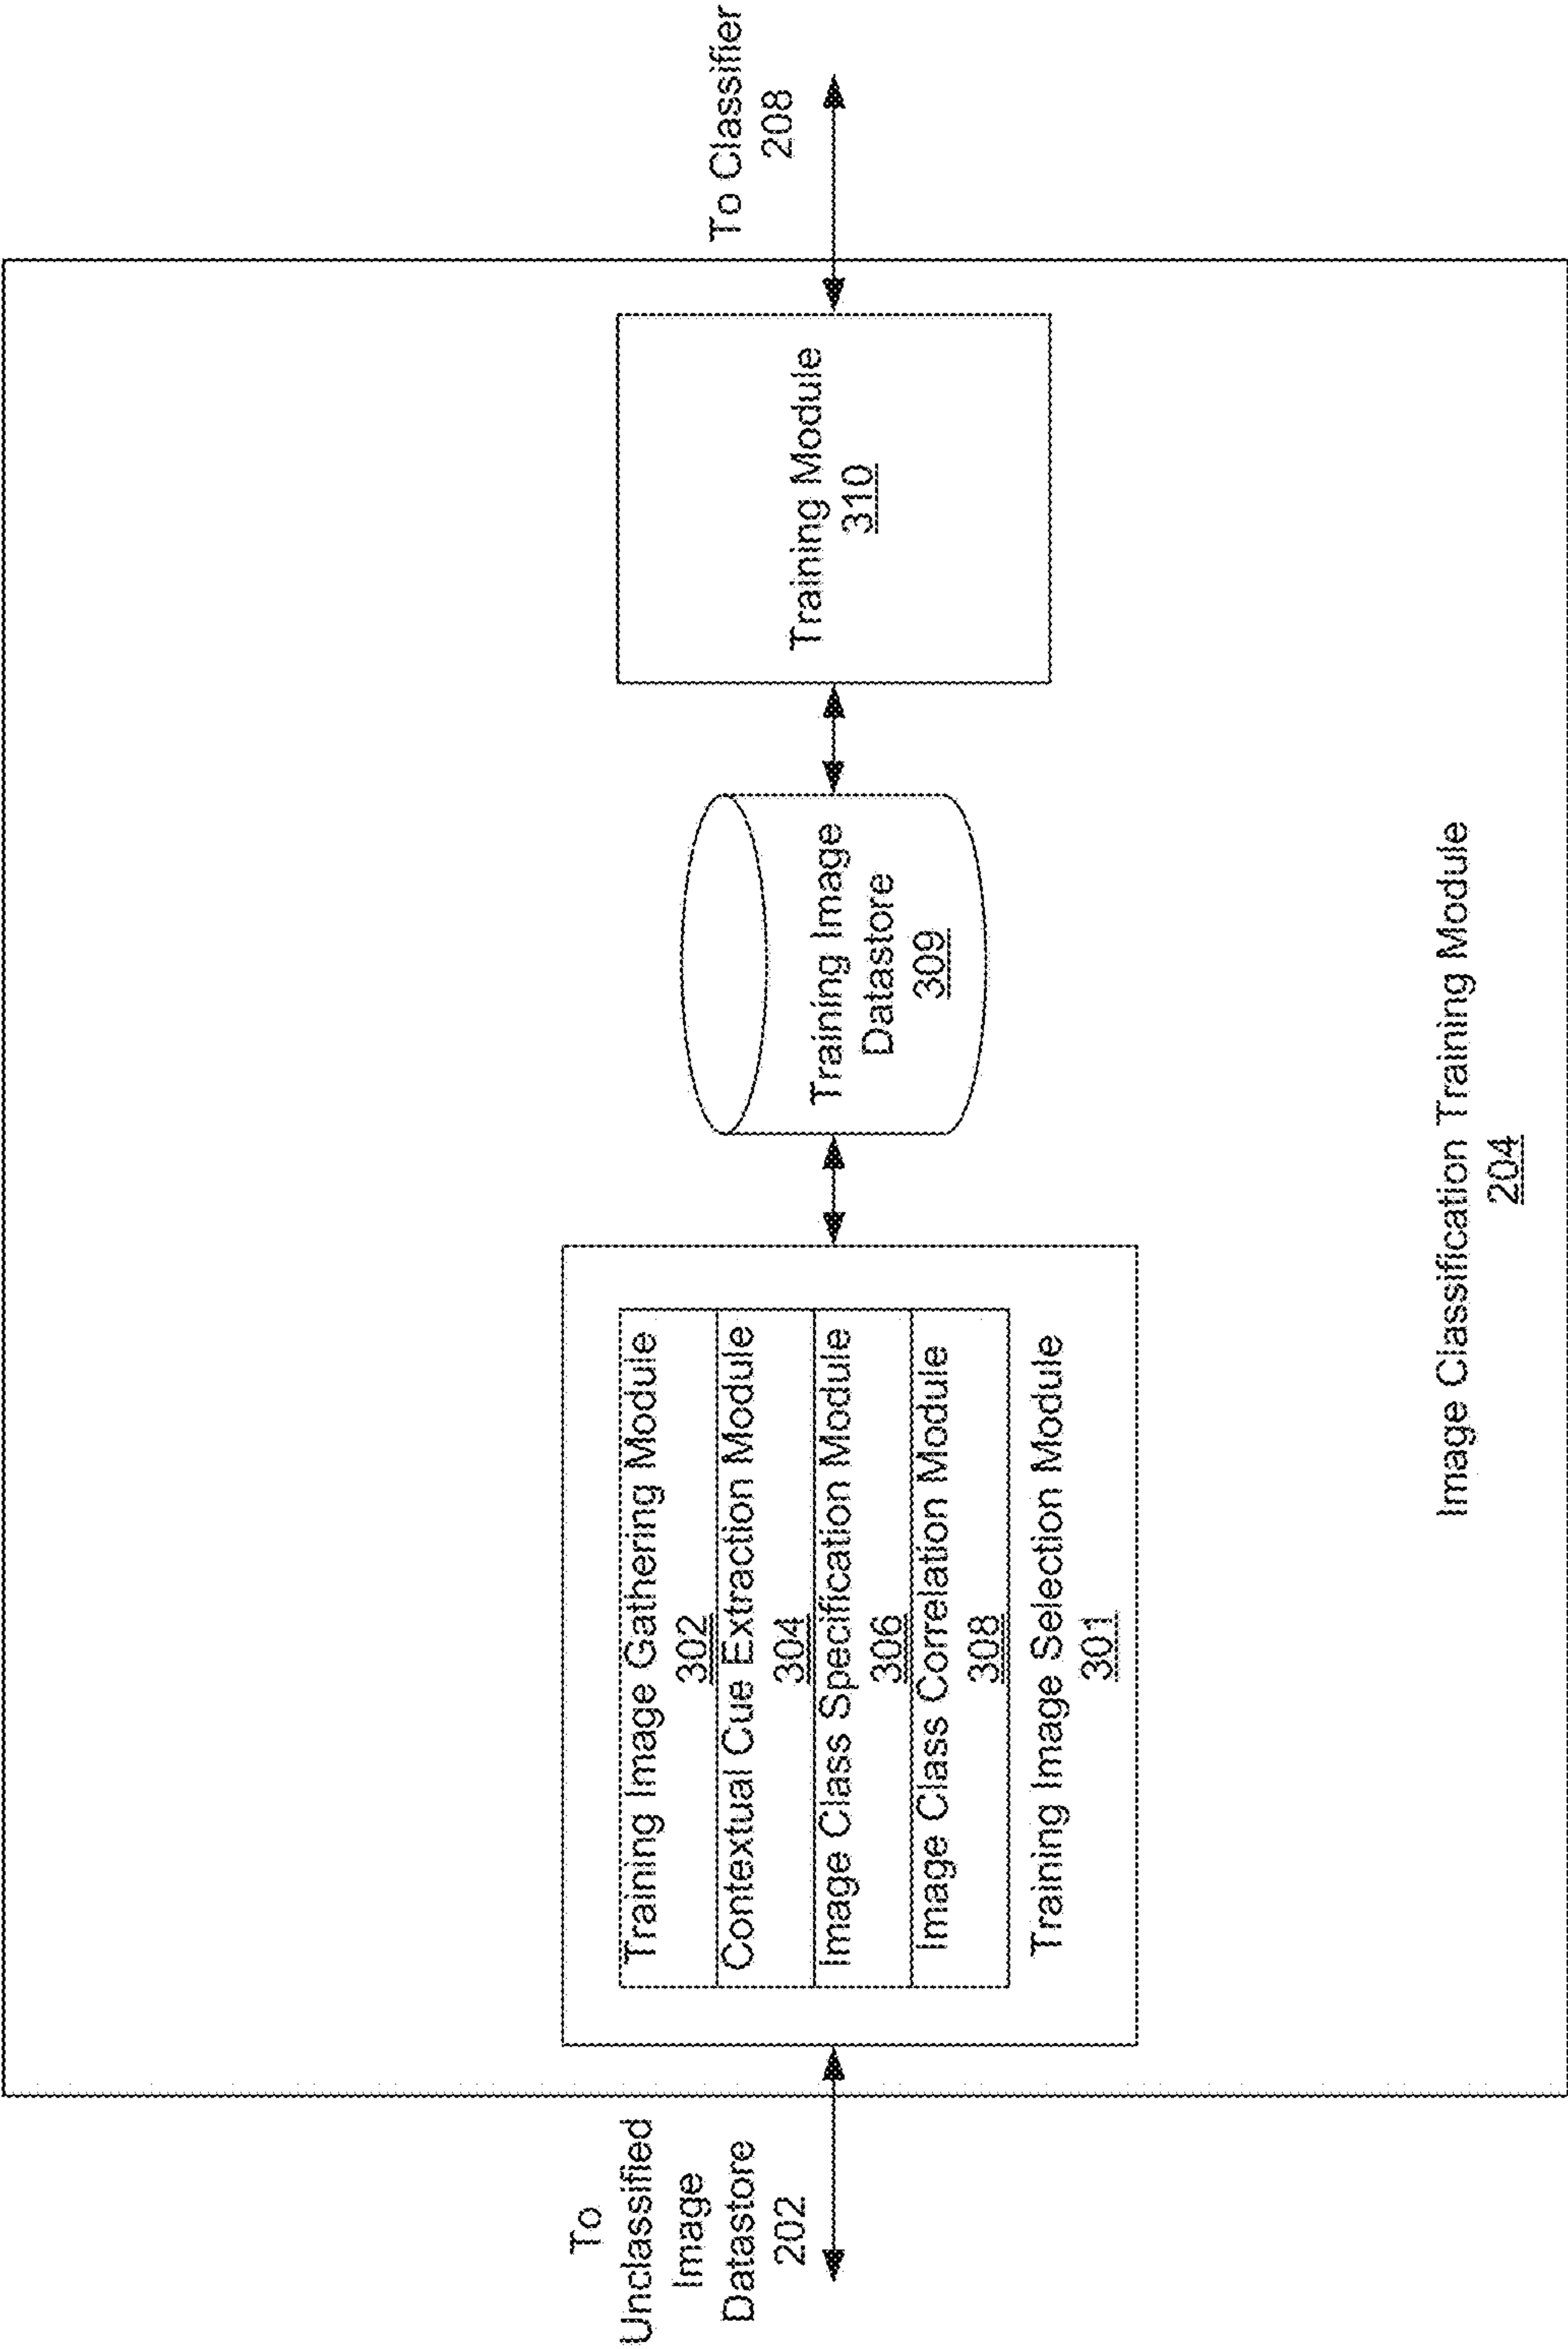 To
Unclassified
Image
Datastore
202
Training Image Gathering Module
302
Contextual Cue Extraction Module
304
Image Class Specification Module
306
Image Class Correlation Module
308
Training Image Selection Module
301
Training Image
Datastore
309
Training Module
310
To Classifier
208
Image Classification Training Module
204